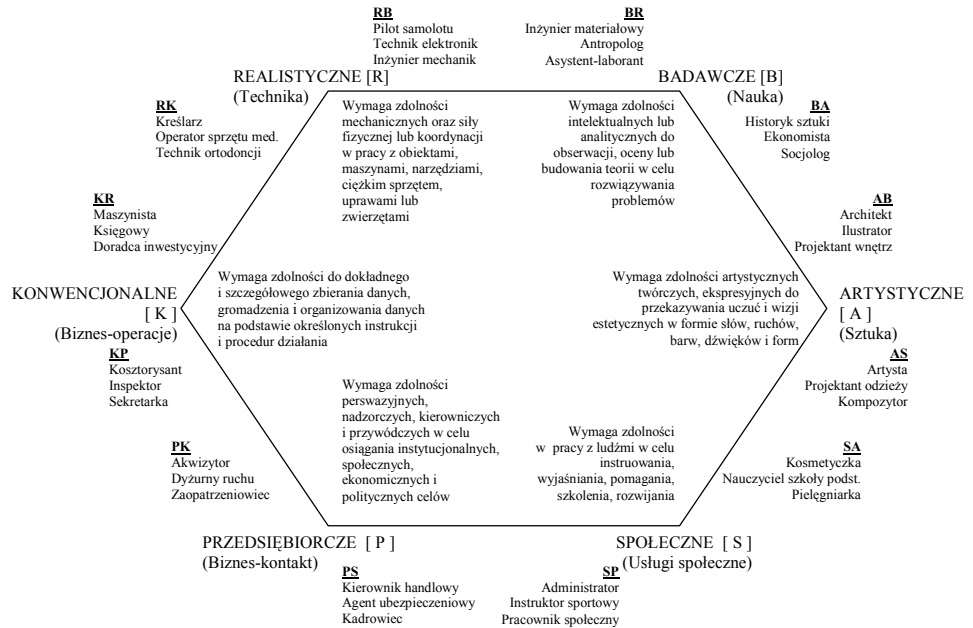 RB
Pilot samolotu
Technik elektronik
Inżynier mechanik
BR
Inżynier materiałowy
Antropolog
Asystent-laborant
REALISTYCZNE [R]
(Technika)
BADAWCZE [B]
(Nauka)
RK
Kreślarz
Operator sprzętu med.
Technik ortodoncji
Wymaga zdolności
mechanicznych oraz siły
fizycznej lub koordynacji
w pracy z obiektami,
maszynami, narzędziami,
ciężkim sprzętem,
uprawami lub
zwierzętami
Wymaga zdolności
intelektualnych lub
analitycznych do
obserwacji, oceny lub
budowania teorii w celu
rozwiązywania
problemów
BA
Historyk sztuki
Ekonomista
Socjolog
KR
Maszynista
Księgowy
Doradca inwestycyjny
AB
Architekt
Ilustrator
Projektant wnętrz
KONWENCJONALNE
[ K ]
(Biznes-operacje)
Wymaga zdolności do dokładnego
i szczegółowego zbierania danych,
gromadzenia i organizowania danych
na podstawie określonych instrukcji
i procedur działania
Wymaga zdolności artystycznych
twórczych, ekspresyjnych do
przekazywania uczuć i wizji
estetycznych w formie słów, ruchów,
barw, dźwięków i form
ARTYSTYCZNE
[ A ]
(Sztuka)
KP
Kosztorysant
Inspektor
Sekretarka
AS
Artysta
Projektant odzieży
Kompozytor
Wymaga zdolności
perswazyjnych,
nadzorczych, kierowniczych
i przywódczych w celu
osiągania instytucjonalnych,
społecznych,
ekonomicznych i
politycznych celów
Wymaga zdolności
w pracy z ludźmi w celu
instruowania,
wyjaśniania, pomagania,
szkolenia, rozwijania
PK
Akwizytor
Dyżurny ruchu
Zaopatrzeniowiec
SA
Kosmetyczka
Nauczyciel szkoły podst.
Pielęgniarka
PRZEDSIĘBIORCZE [ P ]
(Biznes-kontakt)
SPOŁECZNE [ S ]
(Usługi społeczne)
PS
Kierownik handlowy
Agent ubezpieczeniowy
Kadrowiec
SP
Administrator
Instruktor sportowy
Pracownik społeczny